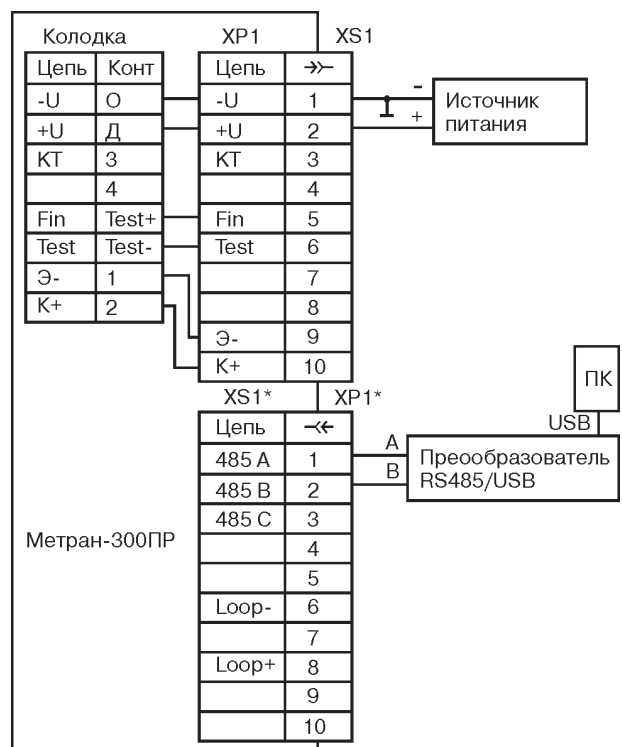 Колодка XP1 XS1
Цепь Конт Цепь
-U О -U 1 - Источник
+U Д +U 2 + питания
КТ 3 КТ 3
4 4
Fin Test+ Fin 5
Test Test- Test 6
Э- 1 7
К+ 2 8
Э- 9
К+ 10
ПК
XS1* XP1* USB
Цепь
485 A 1 A Преообразователь
485 B 2 B RS485/USB
485 C 3
Метран-300ПР 4
5
Loop- 6
7
Loop+ 8
9
10